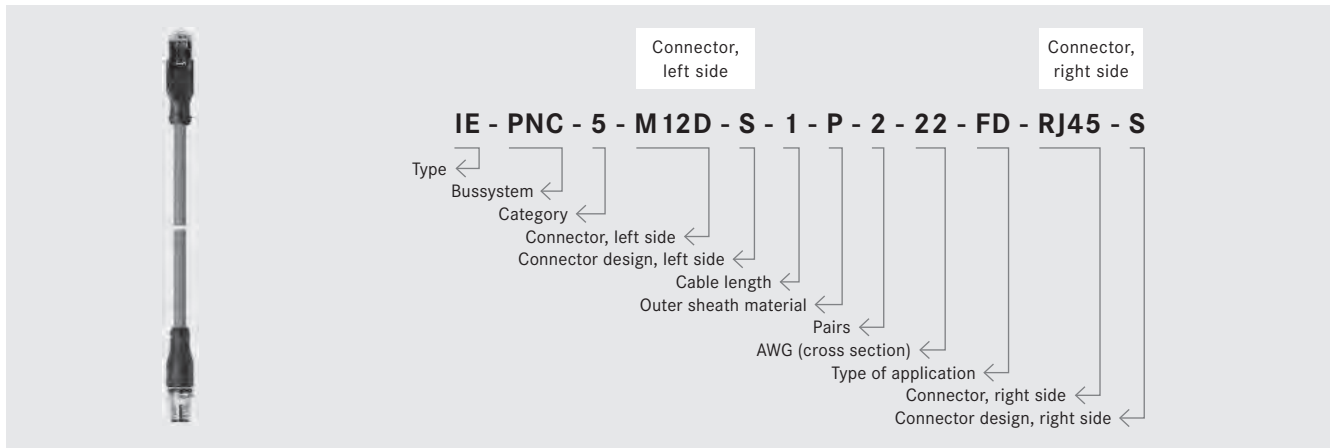 Connector,
left side
Connector,
right side
IE - PNC - 5 - M12D - S - 1 - P - 2 - 22 - FD - RJ45 - S
Type
Bussystem
Category
Connector, left side
Connector design, left side
Cable length
Outer sheath material
Pairs
AWG (cross section)
Type of application
Connector, right side
Connector design, right side